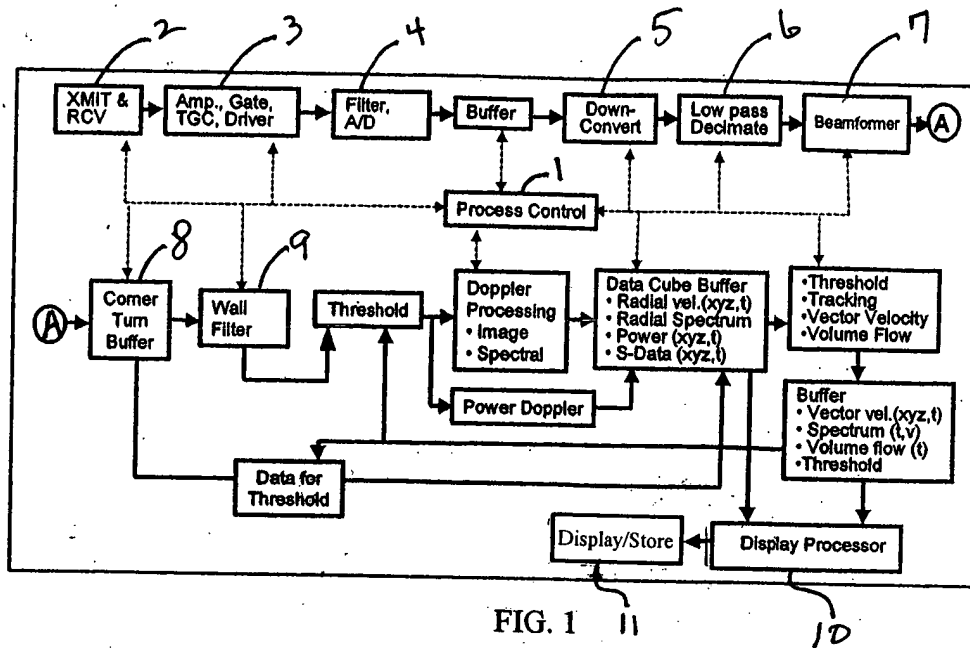 2 3 4 5 6 7
XMIT &
RCV
Amp., Gate,
TGC, Driver
Filter,
A/D
Buffer
Down-
Convert
Low pass
Decimate
Beamformer
A
1
Process Control
8
9
A
Corner
Turn
Buffer
Wall
Filter
Threshold
Doppler
Processing
• Image
• Spectral
Power Doppler
Data Cube Buffer
• Radial vel.(xyz,t)
• Radial Spectrum
• Power (xyz,t)
• S-Data (xyz,t)
•Threshold
•Tracking
•Vector Velocity
•Volume Flow
Buffer
• Vector vel.(xyz,t)
• Spectrum (t,v)
• Volume flow (t)
•Threshold
Data for
Threshold
Display/Store
Display Processor
FIG. 1
11
10